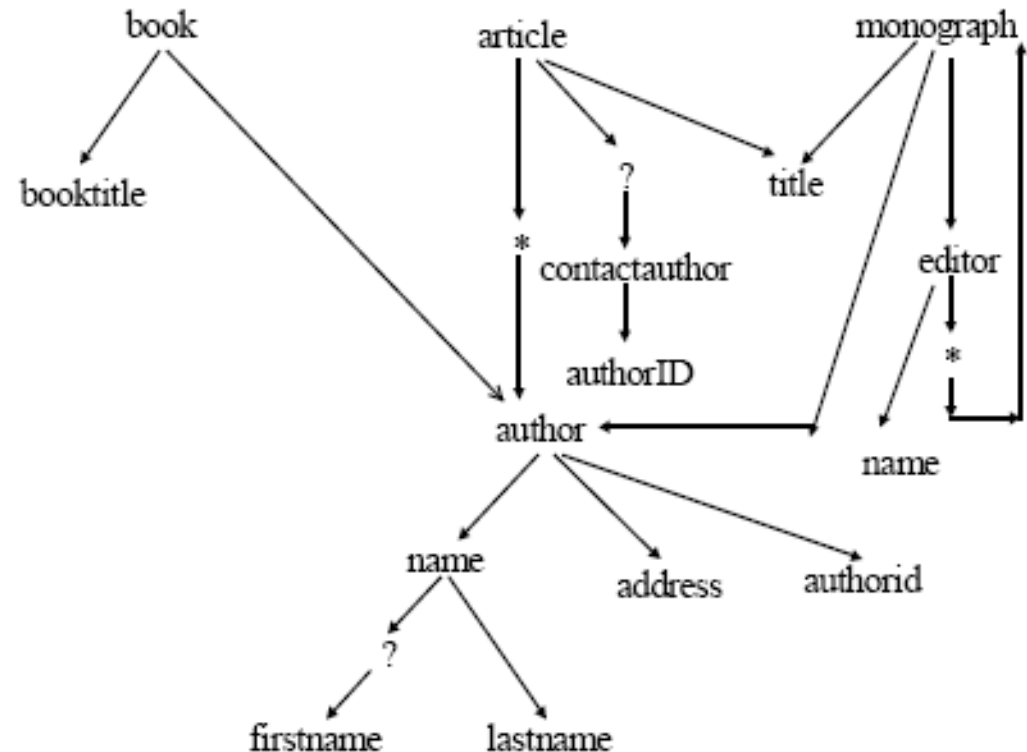 book
article
monograph
?
title
booktitle
*
contactauthor
editor
*
authorID
author
name
name
address
authorid
?
firstname
lastname